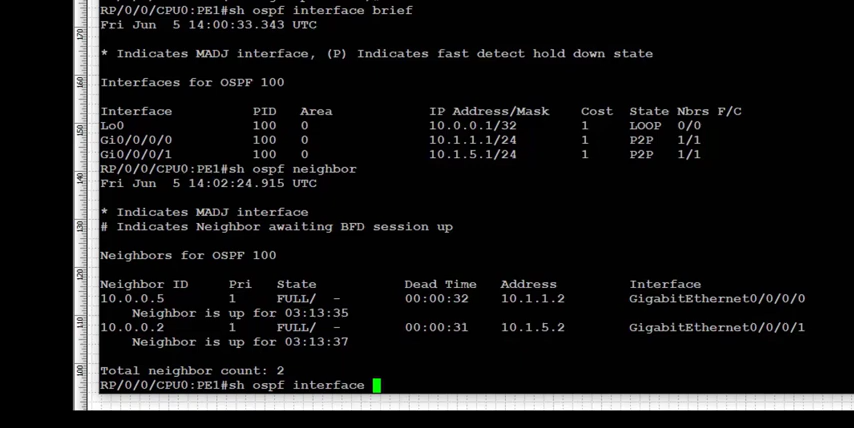 RP/0/0/CPU0:PE1#sh ospf interface brief
Fri Jun  5 14:00:33.343 UTC
* Indicates MADJ interface, (P) Indicates fast detect hold down state
Interfaces for OSPF 100
Interface          PID   Area            IP Address/Mask    Cost  State Nbrs F/C
Lo0                100   0               10.0.0.1/32        1     LOOP  0/0
Gi0/0/0/0          100   0               10.1.1.1/24        1     P2P   1/1
Gi0/0/0/1          100   0               10.1.5.1/24        1     P2P   1/1
RP/0/0/CPU0:PE1#sh ospf neighbor
Fri Jun  5 14:02:24.915 UTC
* Indicates MADJ interface
# Indicates Neighbor awaiting BFD session up
Neighbors for OSPF 100
Neighbor ID     Pri   State           Dead Time   Address         Interface
10.0.0.5        1     FULL/  -        00:00:32    10.1.1.2        GigabitEthernet0/0/0/0
    Neighbor is up for 03:13:35
10.0.0.2        1     FULL/  -        00:00:31    10.1.5.2        GigabitEthernet0/0/0/1
    Neighbor is up for 03:13:37
Total neighbor count: 2
RP/0/0/CPU0:PE1#sh ospf interface
170
160
150
140
130
120
110
100